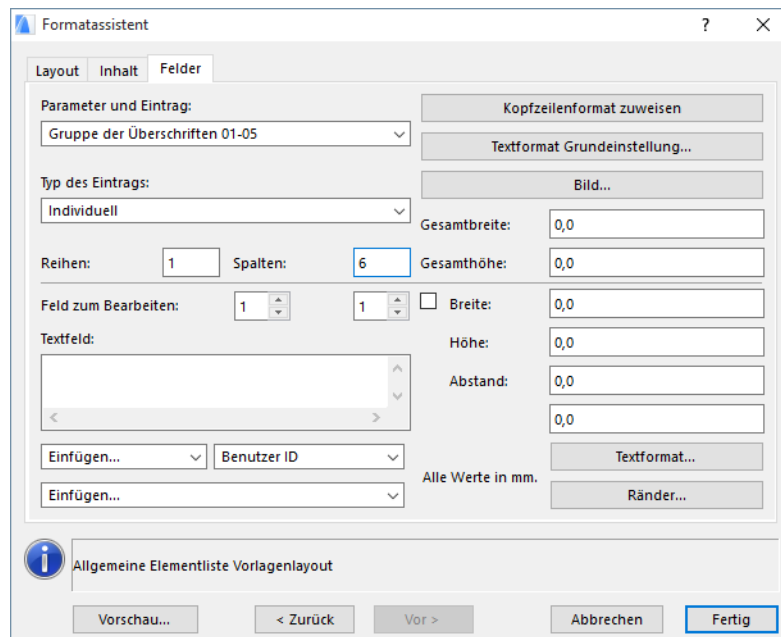 Formatassistent ? ✕
Layout Inhalt Felder
Parameter und Eintrag: Kopfzeilenformat zuweisen
Gruppe der Überschriften 01-05
Textformat Grundeinstellung...
Typ des Eintrags: Bild...
Individuell
Gesamtbreite: 0,0
Reihen: 1 Spalten: 6 Gesamthöhe: 0,0
Feld zum Bearbeiten: 1 1 Breite: 0,0
Textfeld: Höhe: 0,0
Abstand: 0,0
0,0
Einfügen... Benutzer ID Textformat...
Alle Werte in mm.
Einfügen... Ränder...
Allgemeine Elementliste Vorlagenlayout
Vorschau... < Zurück Vor > Abbrechen Fertig